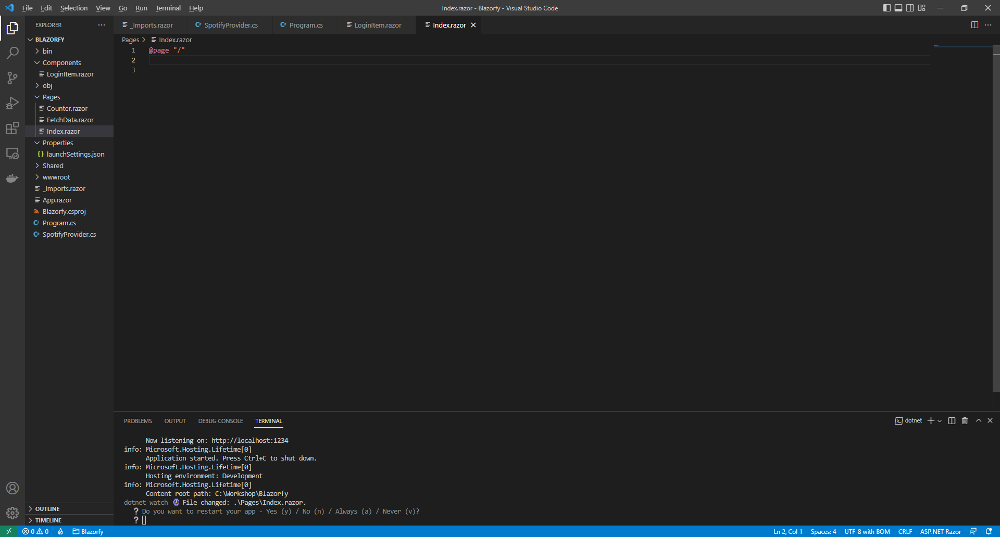 File Edit Selection View Go Run Terminal Help
Index.razor - Blazorfy - Visual Studio Code
EXPLORER
_Imports.razor
SpotifyProvider.cs
Program.cs
LoginItem.razor
Index.razor
BLAZORFY
bin
Components
LoginItem.razor
obj
Pages
Counter.razor
FetchData.razor
Index.razor
Properties
launchSettings.json
Shared
wwwroot
_Imports.razor
App.razor
Blazorfy.csproj
Program.cs
SpotifyProvider.cs
OUTLINE
TIMELINE
Pages > Index.razor
1 @page "/"
2
3
PROBLEMS OUTPUT DEBUG CONSOLE TERMINAL
dotnet
Now listening on: http://localhost:1234
info: Microsoft.Hosting.Lifetime[0]
Application started. Press Ctrl+C to shut down.
info: Microsoft.Hosting.Lifetime[0]
Hosting environment: Development
info: Microsoft.Hosting.Lifetime[0]
Content root path: C:\Workshop\Blazorfy
dotnet watch ⌚ File changed: .\Pages\Index.razor.
? Do you want to restart your app - Yes (y) / No (n) / Always (a) / Never (v)?
?
0 0 Blazorfy
Ln 2, Col 1 Spaces: 4 UTF-8 with BOM CRLF ASP.NET Razor